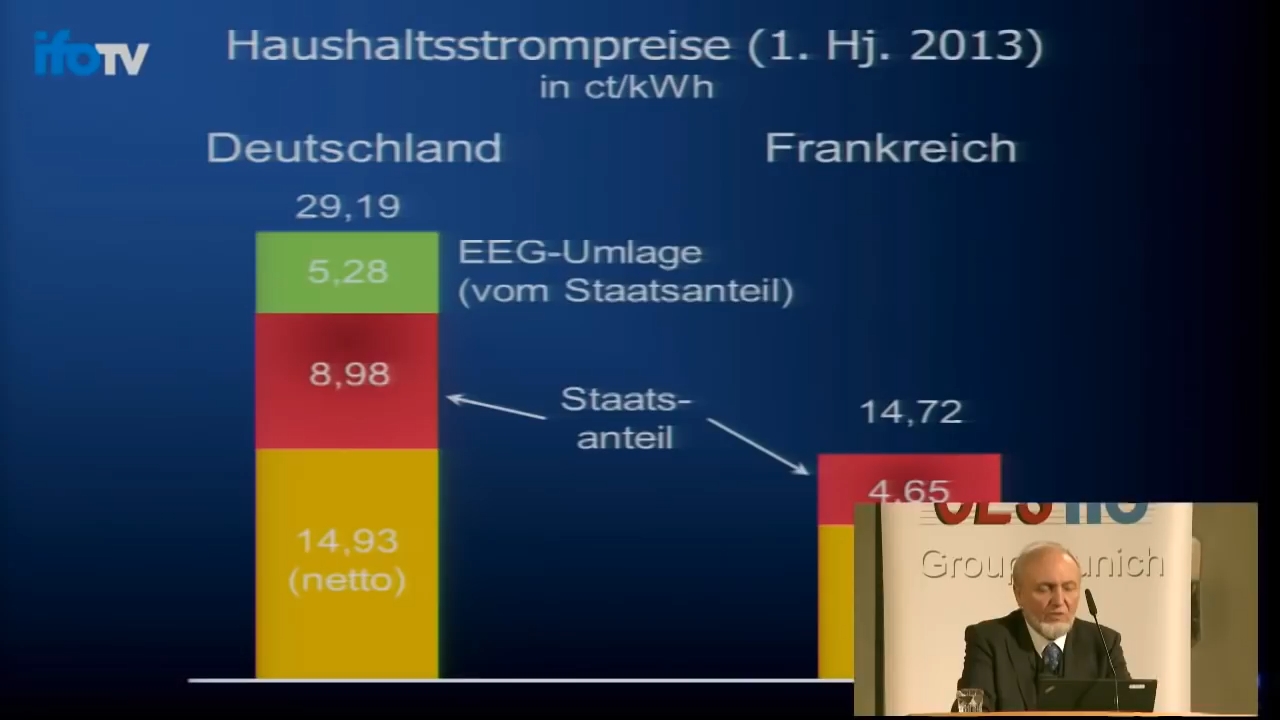 ifoTV
Haushaltsstrompreise (1. Hj. 2013)
in ct/kWh
Deutschland
Frankreich
29,19
5,28
EEG-Umlage
(vom Staatsanteil)
8,98
Staats-
anteil
14,72
4,65
14,93
(netto)